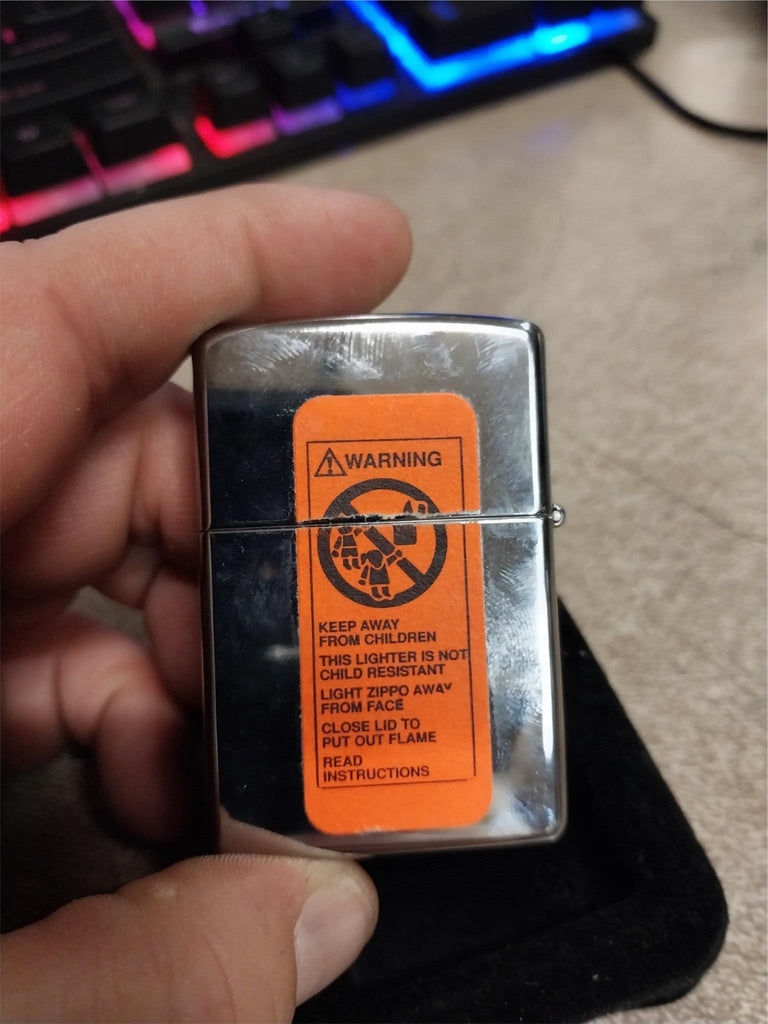 WARNING
KEEP AWAY
FROM CHILDREN
THIS LIGHTER IS NOT
CHILD RESISTANT
LIGHT ZIPPO AWAY
FROM FACE
CLOSE LID TO
PUT OUT FLAME
READ
INSTRUCTIONS